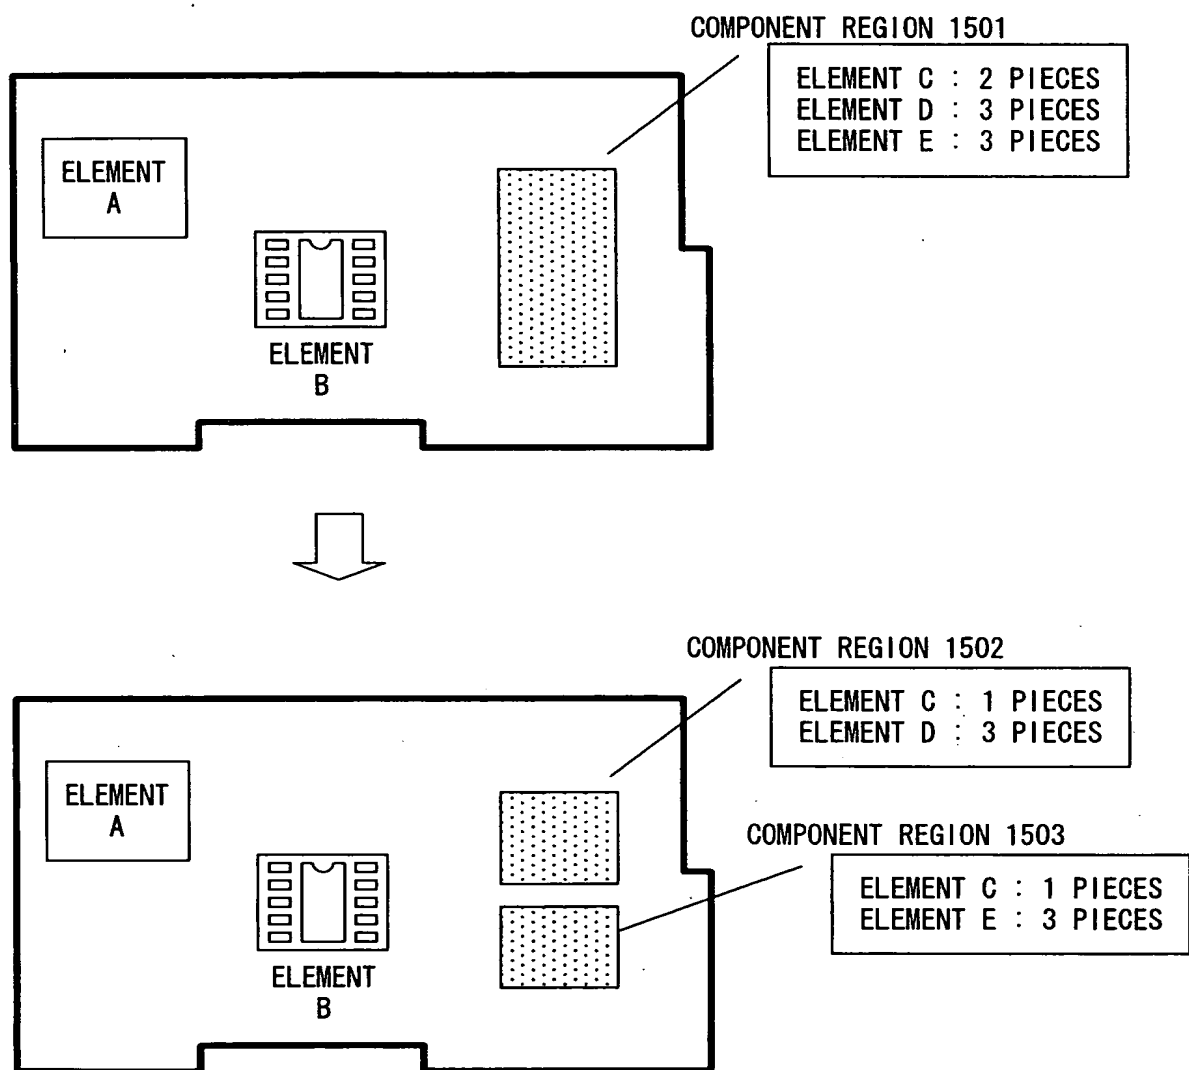 COMPONENT REGION 1501
ELEMENT C : 2 PIECES
ELEMENT D : 3 PIECES
ELEMENT E : 3 PIECES
ELEMENT
A
ELEMENT
B
COMPONENT REGION 1502
ELEMENT C : 1 PIECES
ELEMENT D : 3 PIECES
ELEMENT
A
COMPONENT REGION 1503
ELEMENT C : 1 PIECES
ELEMENT E : 3 PIECES
ELEMENT
B